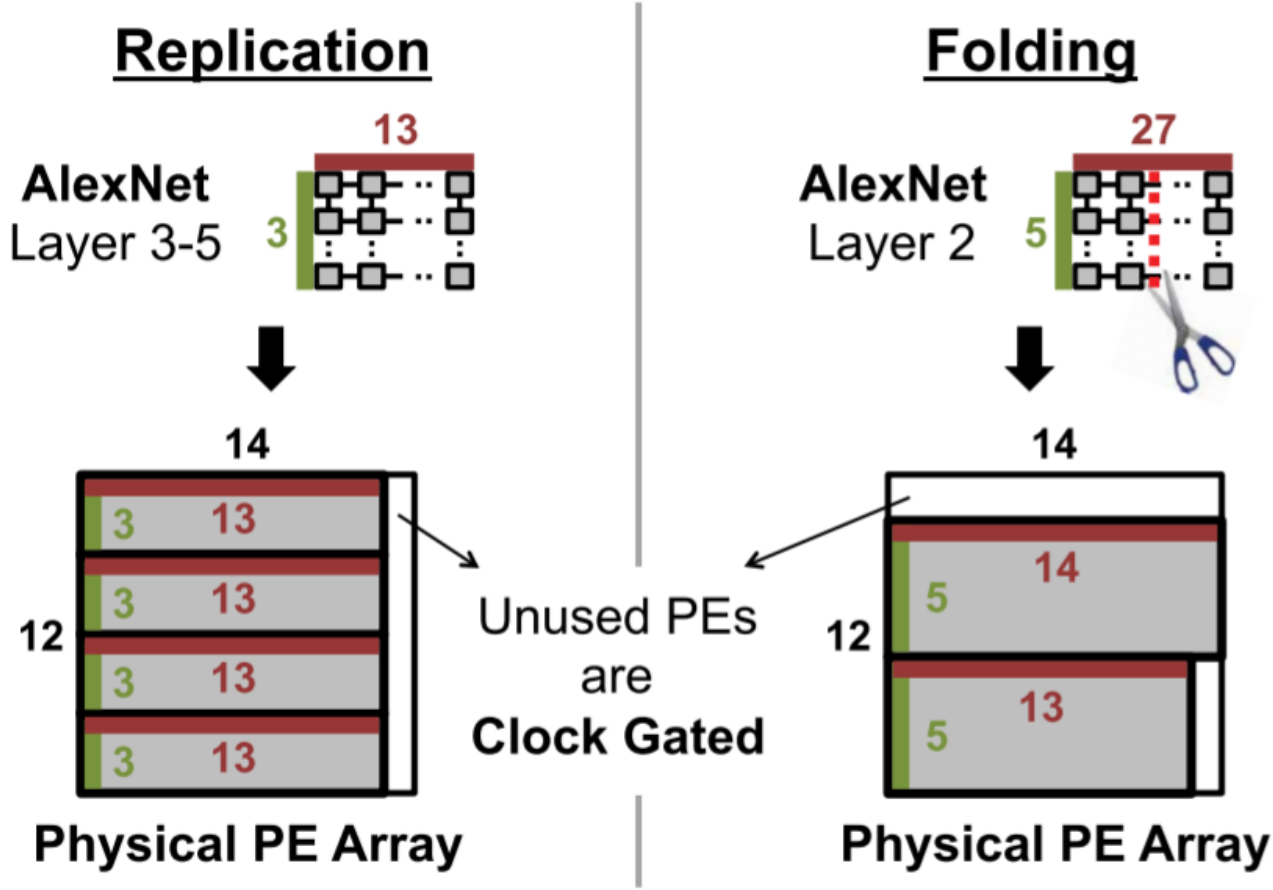 Replication
13
AlexNet
Layer 3-5
3
14
12
3 13
3 13
3 13
3 13
Physical PE Array
Unused PEs
are
Clock Gated
Folding
27
AlexNet
Layer 2
5
14
12
14
5
13
5
Physical PE Array